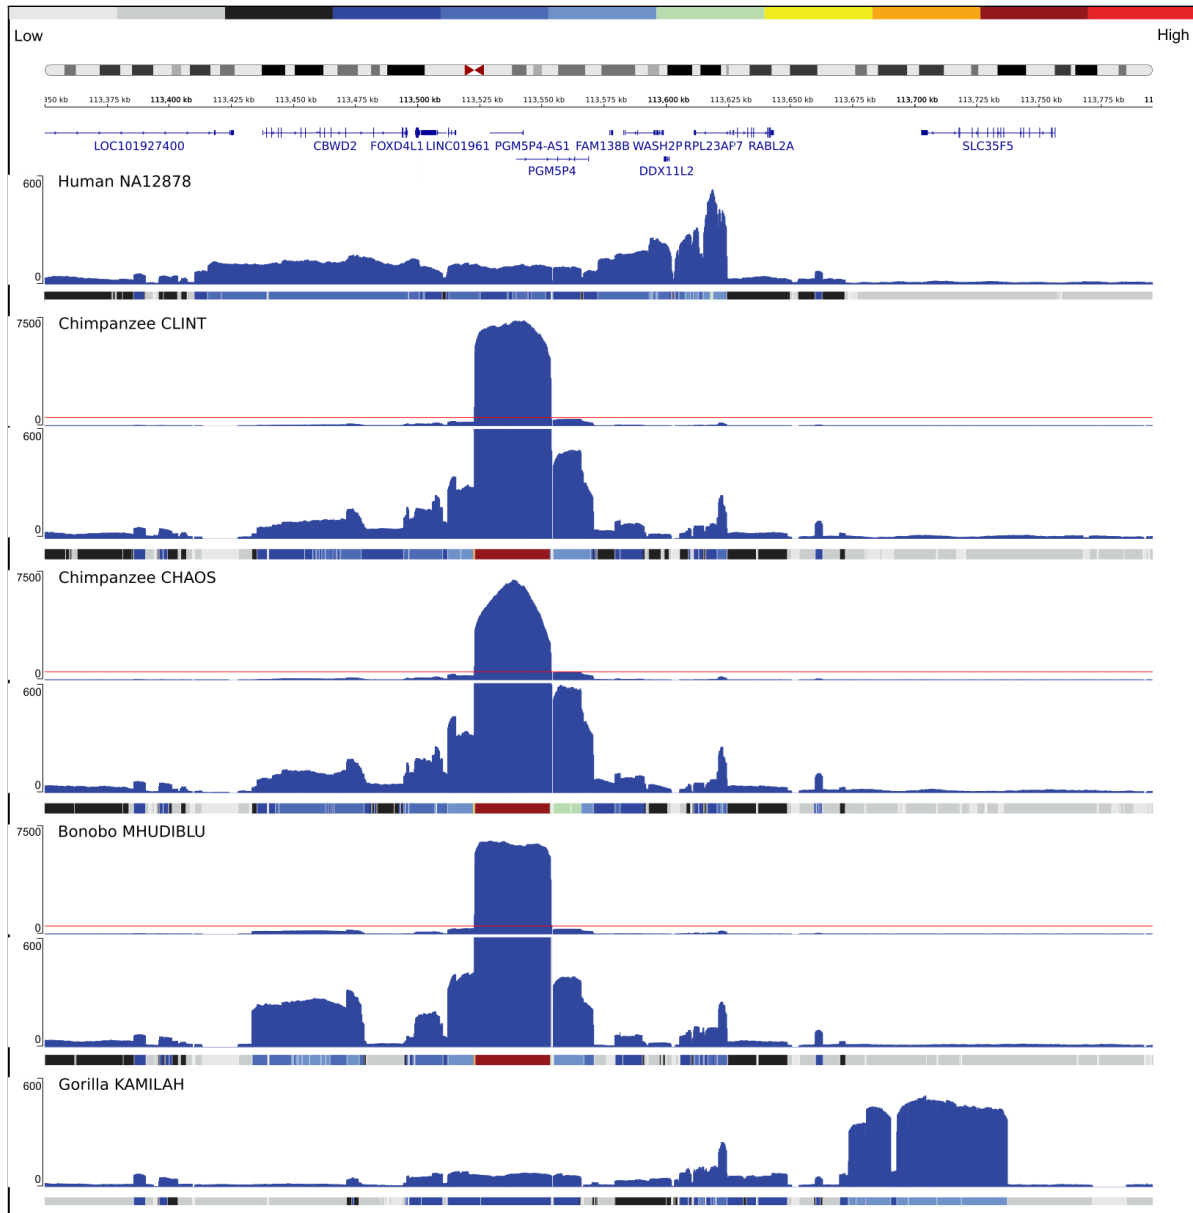 Low High
350 kb 113,375 kb 113,400 kb 113,425 kb 113,450 kb 113,475 kb 113,500 kb 113,525 kb 113,550 kb 113,575 kb 113,600 kb 113,625 kb 113,650 kb 113,675 kb 113,700 kb 113,725 kb 113,750 kb 113,775 kb 11
LOC101927400 CBWD2 FOXD4L1 LINC01961 PGM5P4-AS1 FAM138B WASH2P RPL23AP7 RABL2A SLC35F5
PGM5P4 DDX11L2
600
Human NA12878
0
7500
Chimpanzee CLINT
0
600
0
7500
Chimpanzee CHAOS
0
600
0
7500
Bonobo MHUDIBLU
0
600
0
600
Gorilla KAMILAH
0